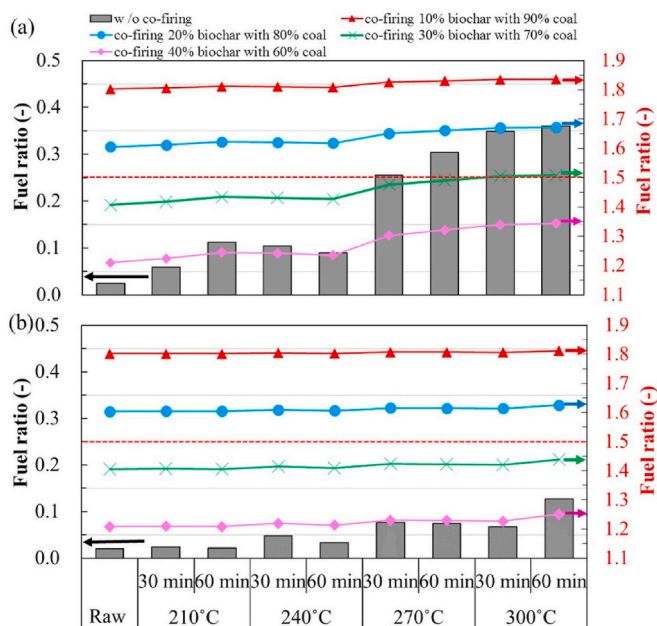 w /o co-firing
co-firing 10% biochar with 90% coal
co-firing 20% biochar with 80% coal
co-firing 30% biochar with 70% coal
co-firing 40% biochar with 60% coal
(a)
0.5
0.4
0.3
0.2
0.1
0.0
Fuel ratio (-)
1.9
1.8
1.7
1.6
1.5
1.4
1.3
1.2
1.1
Fuel ratio (-)
(b)
0.5
0.4
0.3
0.2
0.1
0.0
Fuel ratio (-)
1.9
1.8
1.7
1.6
1.5
1.4
1.3
1.2
1.1
Fuel ratio (-)
30 min 60 min 30 min 60 min 30 min 60 min 30 min 60 min
Raw 210°C 240°C 270°C 300°C